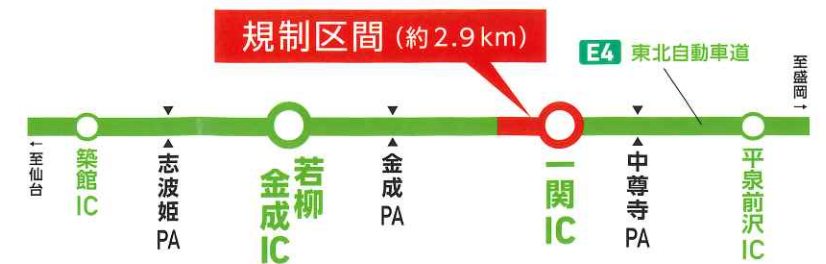 規制区間(約2.9km)
E4 東北自動車道
至盛岡→
←至仙台
築館IC
志波姫PA
若柳
金成IC
金成PA
一関IC
中尊寺PA
平泉前沢IC